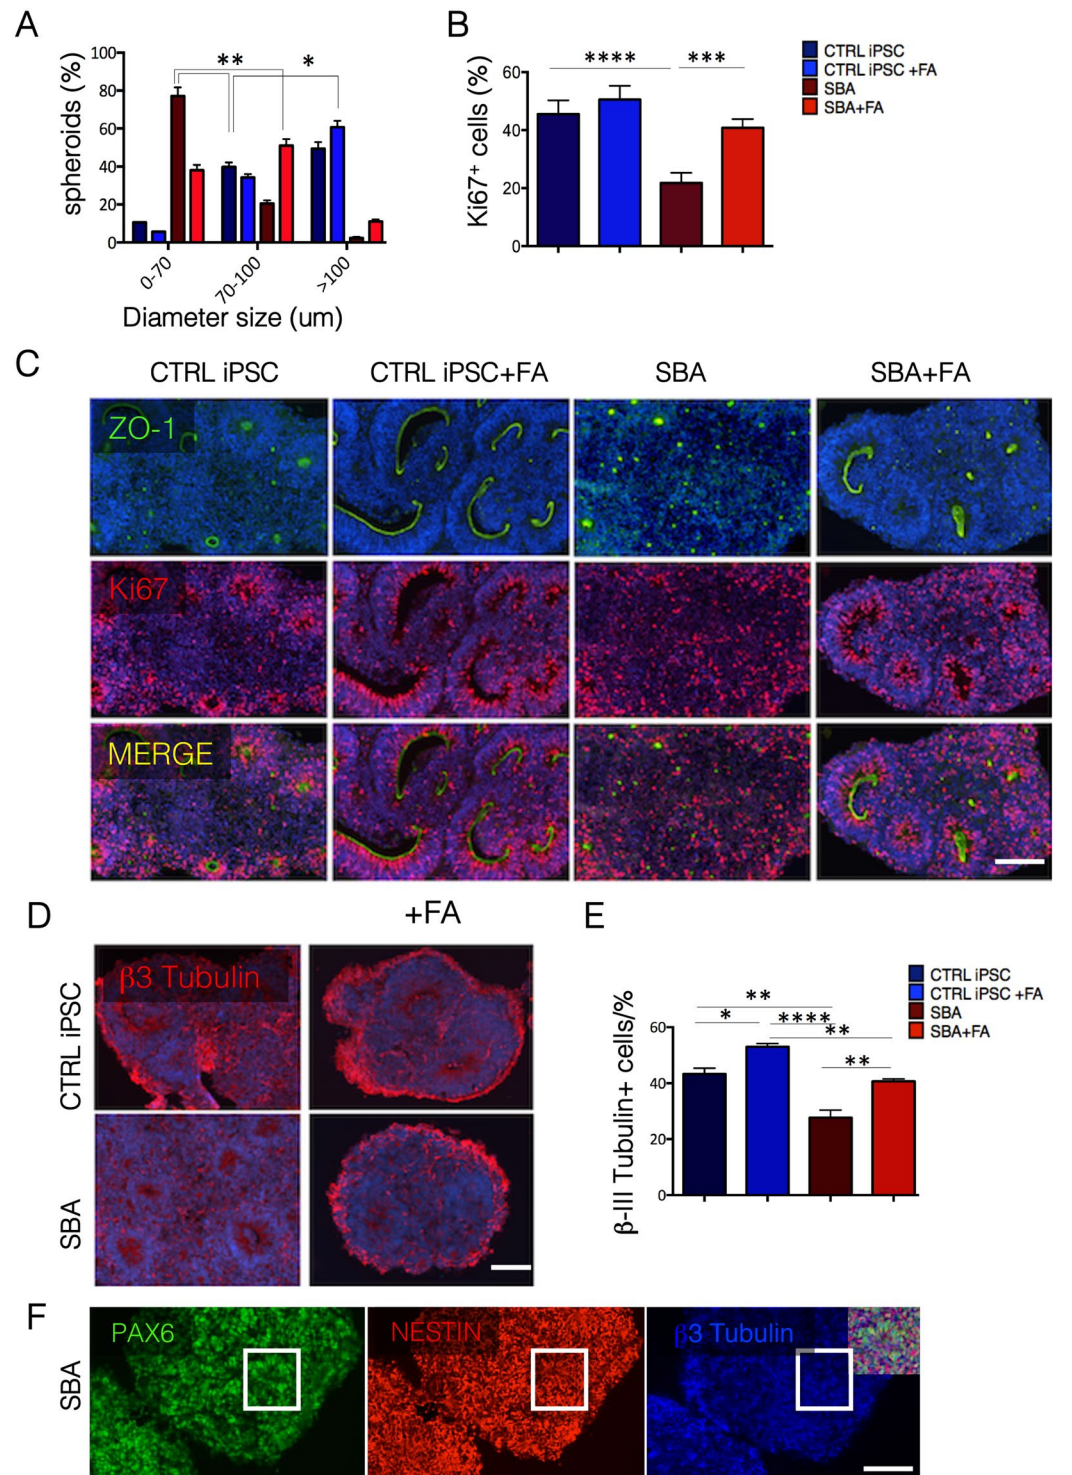 A
spheroids (%)
100
80
60
40
20
0
**
*
0-70
70-100
>100
Diameter size (um)
B
Ki67+ cells (%)
60
40
20
0
****
***
CTRL iPSC
CTRL iPSC +FA
SBA
SBA+FA
C
CTRL iPSC
CTRL iPSC+FA
SBA
SBA+FA
ZO-1
Ki67
MERGE
D
+FA
CTRL iPSC
β3 Tubulin
SBA
E
β-III Tubulin+ cells/%
60
40
20
0
**
*
****
**
**
CTRL iPSC
CTRL iPSC +FA
SBA
SBA+FA
F
SBA
PAX6
NESTIN
β3 Tubulin